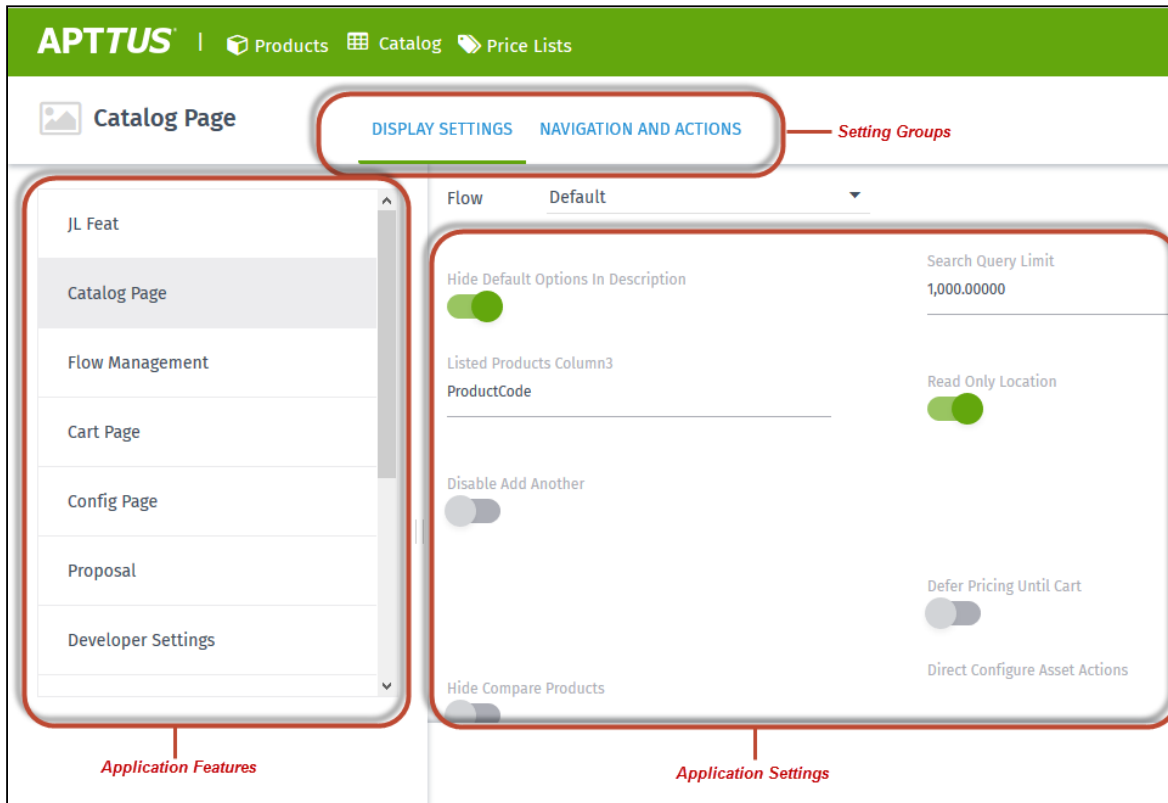 APTTUS | Products Catalog Price Lists
Catalog Page
DISPLAY SETTINGS NAVIGATION AND ACTIONS
Setting Groups
JL Feat
Catalog Page
Flow Management
Cart Page
Config Page
Proposal
Developer Settings
Application Features
Flow Default
Hide Default Options In Description
Search Query Limit
1,000.00000
Listed Products Column3
ProductCode
Read Only Location
Disable Add Another
Defer Pricing Until Cart
Direct Configure Asset Actions
Hide Compare Products
Application Settings